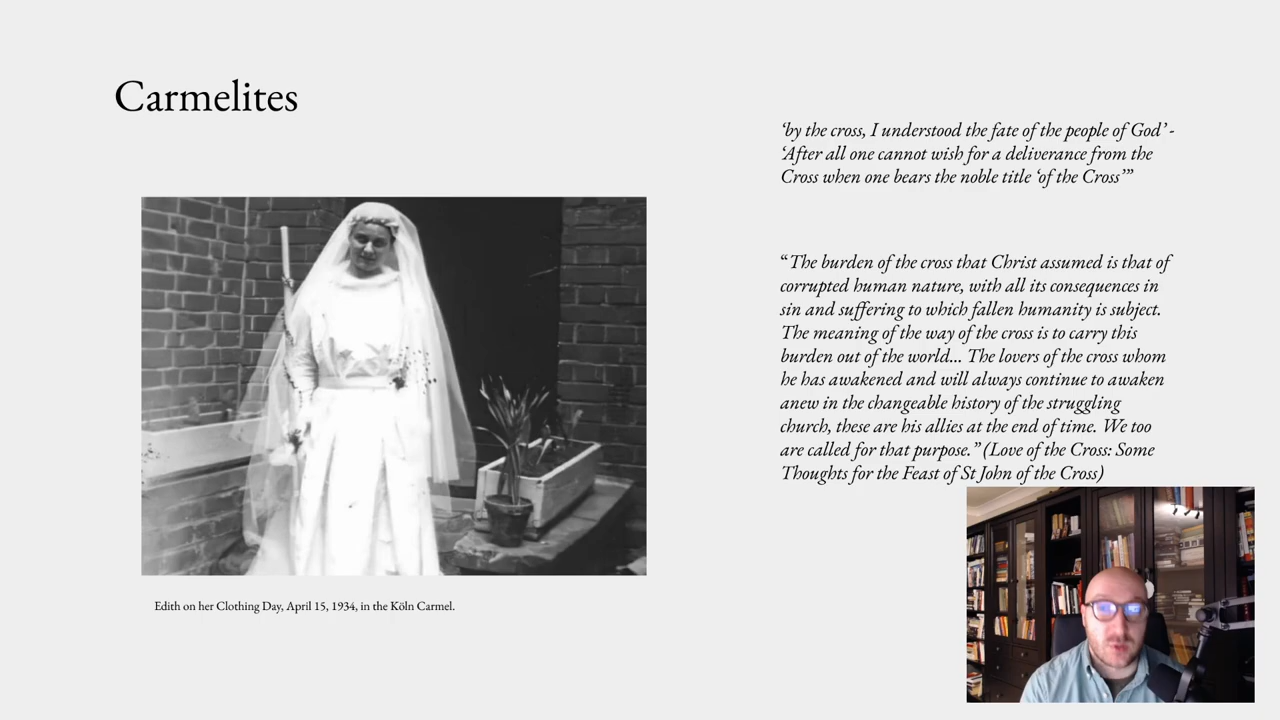 Carmelites
‘by the cross, I understood the fate of the people of God’ -
‘After all one cannot wish for a deliverance from the
Cross when one bears the noble title ‘of the Cross’”
“The burden of the cross that Christ assumed is that of
corrupted human nature, with all its consequences in
sin and suffering to which fallen humanity is subject.
The meaning of the way of the cross is to carry this
burden out of the world... The lovers of the cross whom
he has awakened and will always continue to awaken
anew in the changeable history of the struggling
church, these are his allies at the end of time. We too
are called for that purpose.” (Love of the Cross: Some
Thoughts for the Feast of St John of the Cross)
Edith on her Clothing Day, April 15, 1934, in the Köln Carmel.